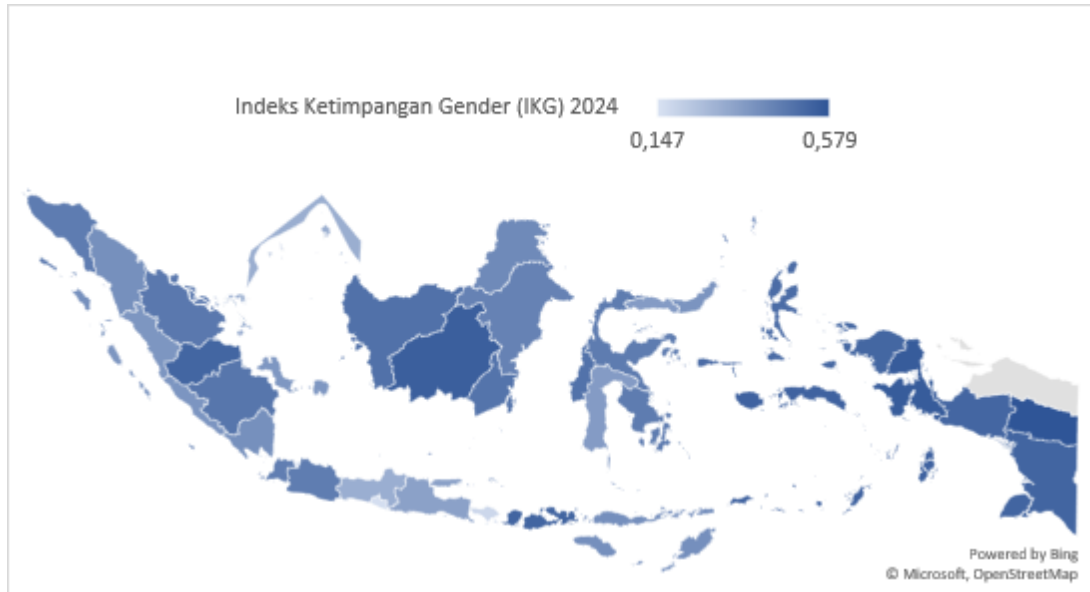 Indeks Ketimpangan Gender (IKG) 2024
0,147 0,579
Powered by Bing
© Microsoft, OpenStreetMap